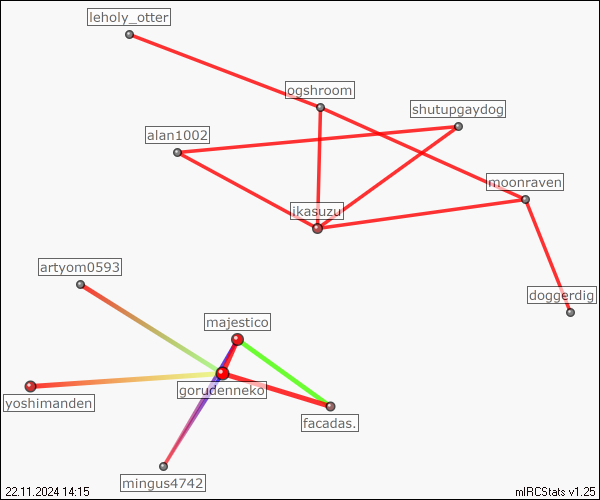 leholy_otter
ogshroom
shutupgaydog
alan1002
moonraven
ikasuzu
artyom0593
doggerdig
majestico
gorudenneko
yoshimanden
facadas.
mingus4742
22.11.2024 14:15
mIRCStats v1.25